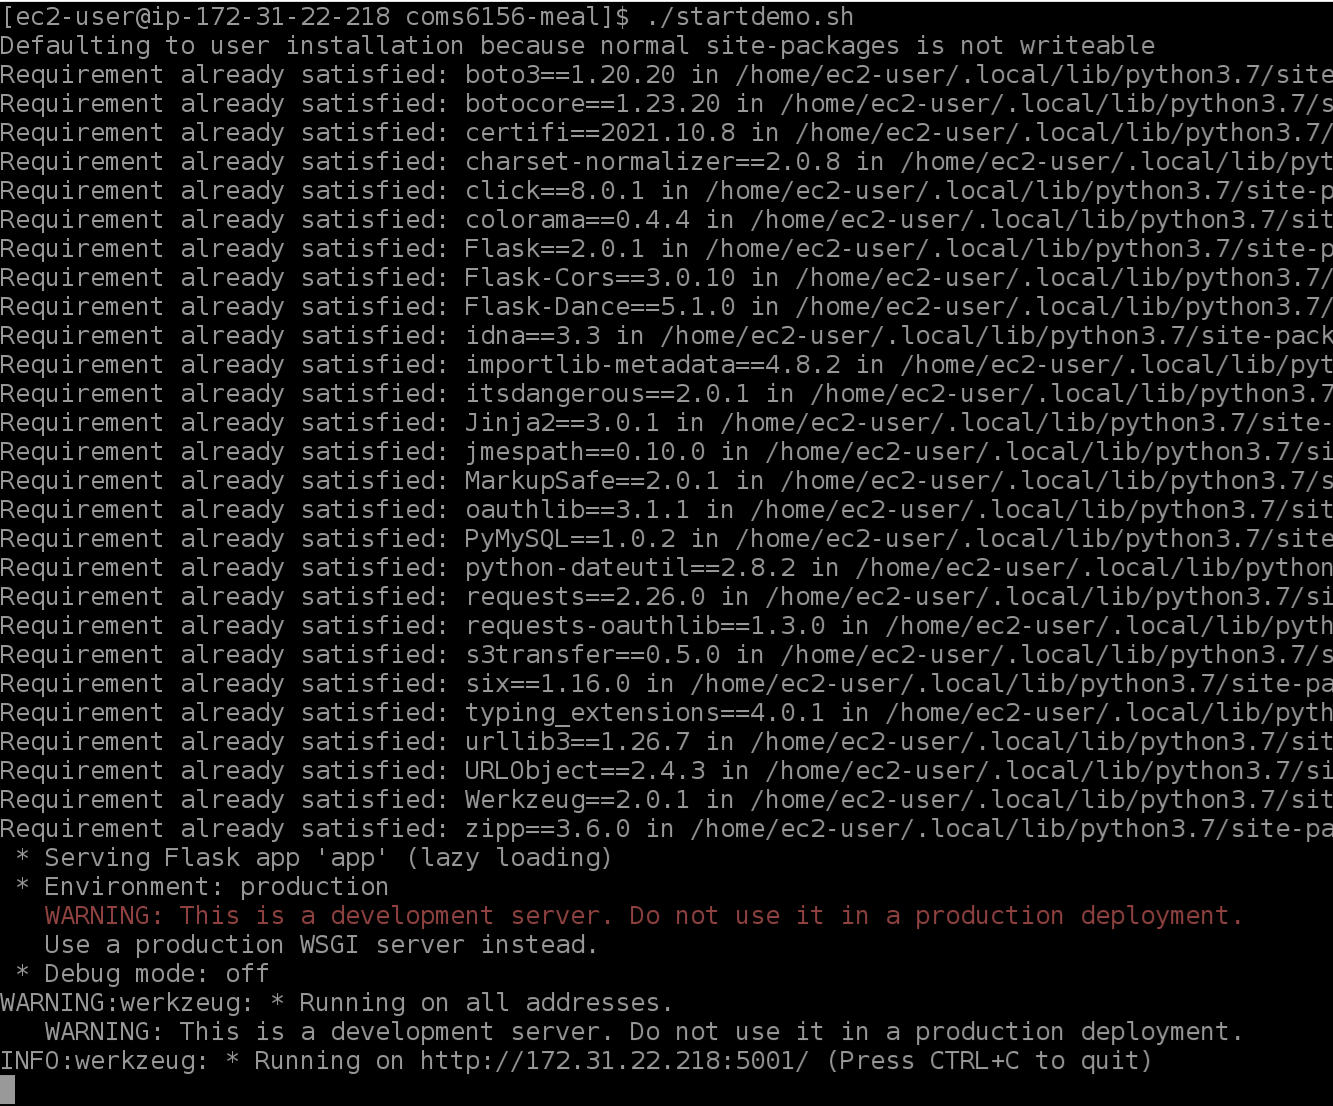 [ec2-user@ip-172-31-22-218 coms6156-meal]$ ./startdemo.sh
Defaulting to user installation because normal site-packages is not writeable
Requirement already satisfied: boto3==1.20.20 in /home/ec2-user/.local/lib/python3.7/site
Requirement already satisfied: botocore==1.23.20 in /home/ec2-user/.local/lib/python3.7/s
Requirement already satisfied: certifi==2021.10.8 in /home/ec2-user/.local/lib/python3.7/
Requirement already satisfied: charset-normalizer==2.0.8 in /home/ec2-user/.local/lib/pyt
Requirement already satisfied: click==8.0.1 in /home/ec2-user/.local/lib/python3.7/site-p
Requirement already satisfied: colorama==0.4.4 in /home/ec2-user/.local/lib/python3.7/sit
Requirement already satisfied: Flask==2.0.1 in /home/ec2-user/.local/lib/python3.7/site-p
Requirement already satisfied: Flask-Cors==3.0.10 in /home/ec2-user/.local/lib/python3.7/
Requirement already satisfied: Flask-Dance==5.1.0 in /home/ec2-user/.local/lib/python3.7/
Requirement already satisfied: idna==3.3 in /home/ec2-user/.local/lib/python3.7/site-pack
Requirement already satisfied: importlib-metadata==4.8.2 in /home/ec2-user/.local/lib/pyt
Requirement already satisfied: itsdangerous==2.0.1 in /home/ec2-user/.local/lib/python3.7
Requirement already satisfied: Jinja2==3.0.1 in /home/ec2-user/.local/lib/python3.7/site-
Requirement already satisfied: jmespath==0.10.0 in /home/ec2-user/.local/lib/python3.7/si
Requirement already satisfied: MarkupSafe==2.0.1 in /home/ec2-user/.local/lib/python3.7/s
Requirement already satisfied: oauthlib==3.1.1 in /home/ec2-user/.local/lib/python3.7/sit
Requirement already satisfied: PyMySQL==1.0.2 in /home/ec2-user/.local/lib/python3.7/site
Requirement already satisfied: python-dateutil==2.8.2 in /home/ec2-user/.local/lib/python
Requirement already satisfied: requests==2.26.0 in /home/ec2-user/.local/lib/python3.7/si
Requirement already satisfied: requests-oauthlib==1.3.0 in /home/ec2-user/.local/lib/pyth
Requirement already satisfied: s3transfer==0.5.0 in /home/ec2-user/.local/lib/python3.7/s
Requirement already satisfied: six==1.16.0 in /home/ec2-user/.local/lib/python3.7/site-pa
Requirement already satisfied: typing_extensions==4.0.1 in /home/ec2-user/.local/lib/pyth
Requirement already satisfied: urllib3==1.26.7 in /home/ec2-user/.local/lib/python3.7/sit
Requirement already satisfied: URLObject==2.4.3 in /home/ec2-user/.local/lib/python3.7/si
Requirement already satisfied: Werkzeug==2.0.1 in /home/ec2-user/.local/lib/python3.7/sit
Requirement already satisfied: zipp==3.6.0 in /home/ec2-user/.local/lib/python3.7/site-pa
 * Serving Flask app 'app' (lazy loading)
 * Environment: production
   WARNING: This is a development server. Do not use it in a production deployment.
   Use a production WSGI server instead.
 * Debug mode: off
WARNING:werkzeug: * Running on all addresses.
   WARNING: This is a development server. Do not use it in a production deployment.
INFO:werkzeug: * Running on http://172.31.22.218:5001/ (Press CTRL+C to quit)